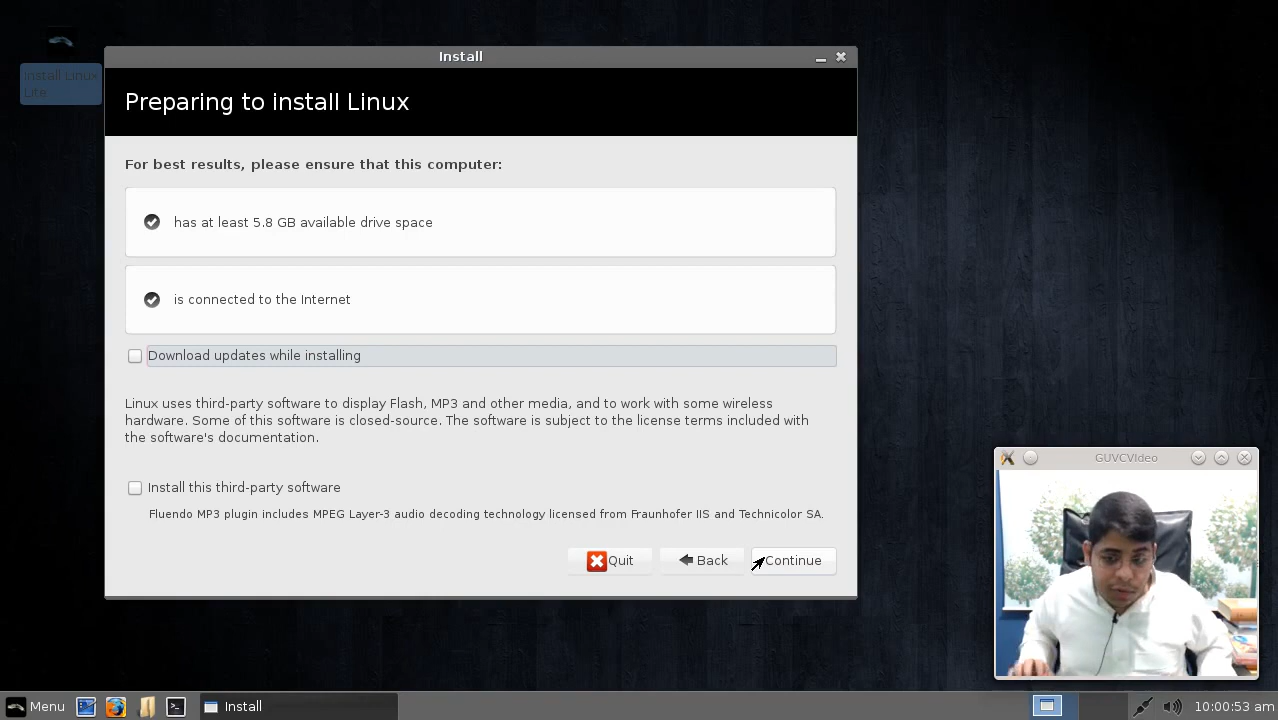 Install Linux
Lite
Install
Preparing to install Linux
For best results, please ensure that this computer:
has at least 5.8 GB available drive space
is connected to the Internet
Download updates while installing
Linux uses third-party software to display Flash, MP3 and other media, and to work with some wireless
hardware. Some of this software is closed-source. The software is subject to the license terms included with
the software's documentation.
Install this third-party software
Fluendo MP3 plugin includes MPEG Layer-3 audio decoding technology licensed from Fraunhofer IIS and Technicolor SA.
Quit
Back
Continue
GUVCVIdeo
Menu
Install
10:00:53 am